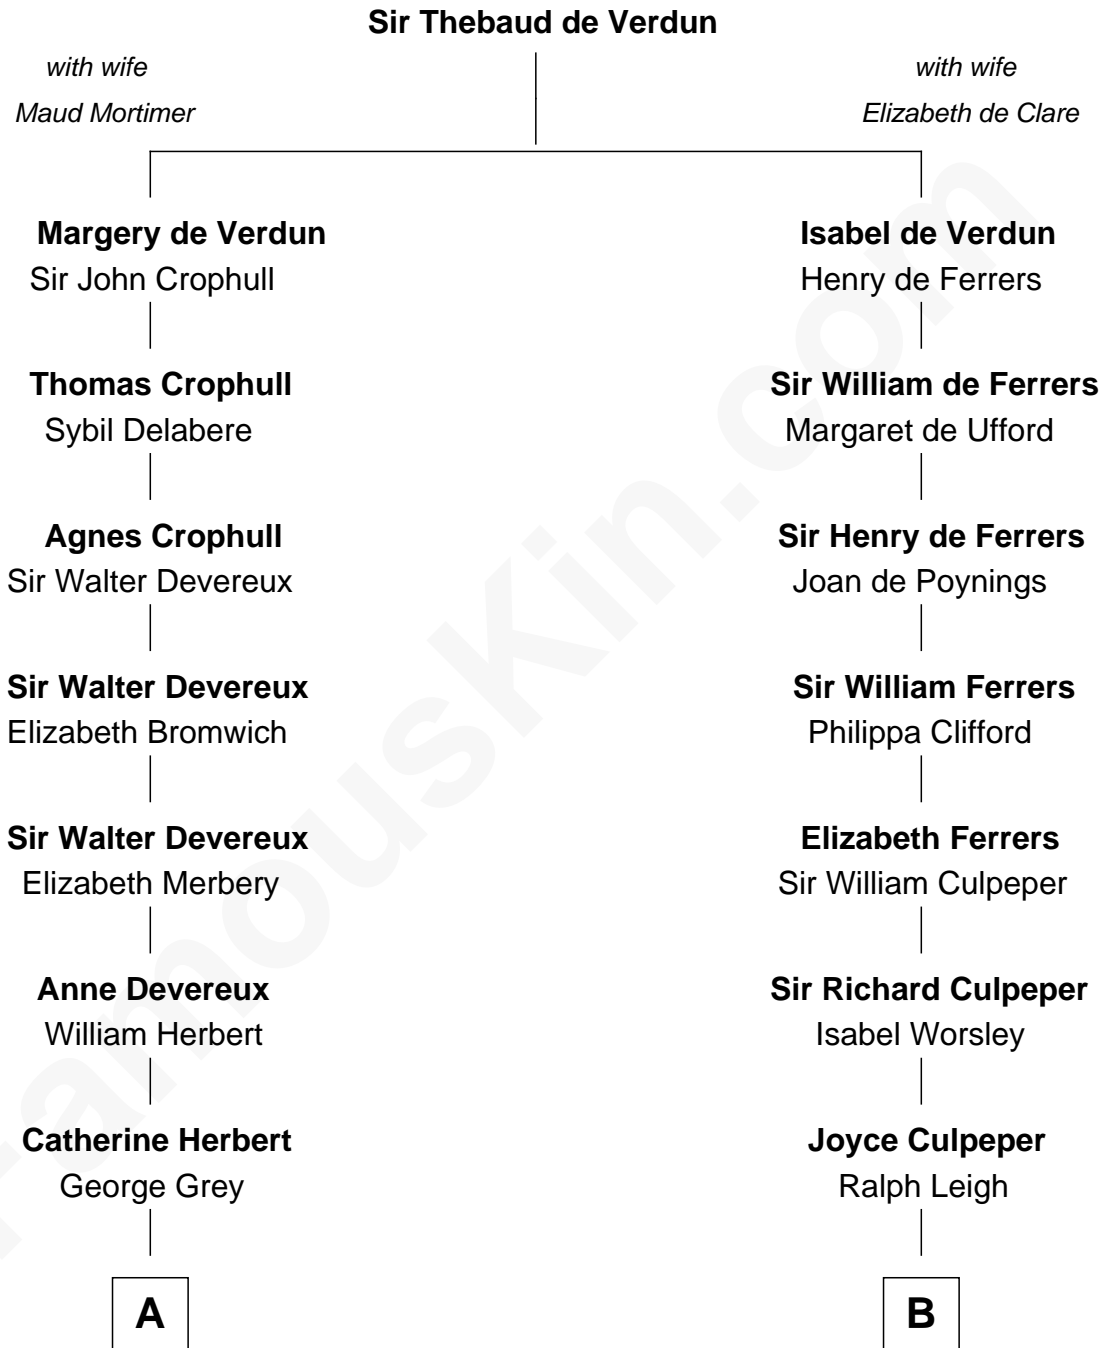 Sir Thebaud de Verdun
with wife
Maud Mortimer
with wife
Elizabeth de Clare
Margery de Verdun
Sir John Crophull
Isabel de Verdun
Henry de Ferrers
Thomas Crophull
Sybil Delabere
Sir William de Ferrers
Margaret de Ufford
Agnes Crophull
Sir Walter Devereux
Sir Henry de Ferrers
Joan de Poynings
Sir Walter Devereux
Elizabeth Bromwich
Sir William Ferrers
Philippa Clifford
Sir Walter Devereux
Elizabeth Merbery
Elizabeth Ferrers
Sir William Culpeper
Anne Devereux
William Herbert
Sir Richard Culpeper
Isabel Worsley
Catherine Herbert
George Grey
Joyce Culpeper
Ralph Leigh
A
B
FamousKin.com